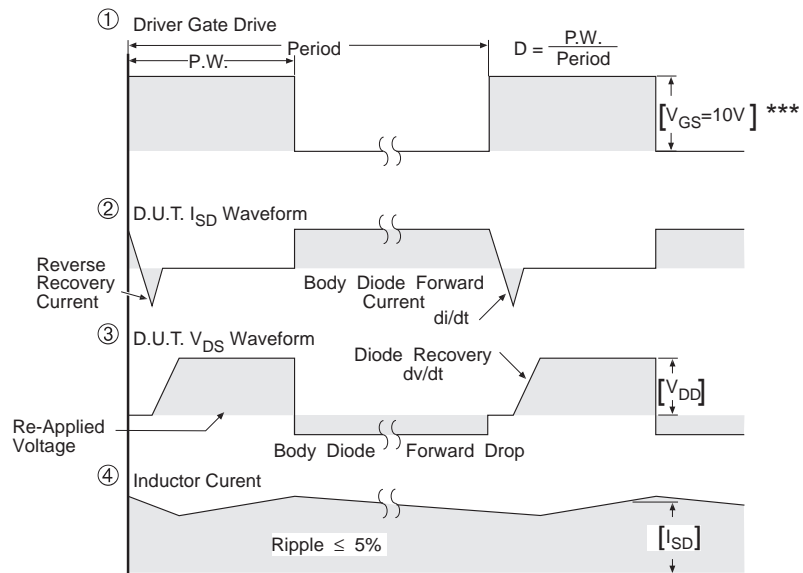 ① Driver Gate Drive
Period
P.W.
D = P.W. / Period
[VGS=10V] ***
② D.U.T. ISD Waveform
Reverse
Recovery
Current
Body Diode Forward
Current
di/dt
③ D.U.T. VDS Waveform
Diode Recovery
dv/dt
[VDD]
Re-Applied
Voltage
Body Diode Forward Drop
④ Inductor Curent
Ripple ≤ 5%
[ISD]